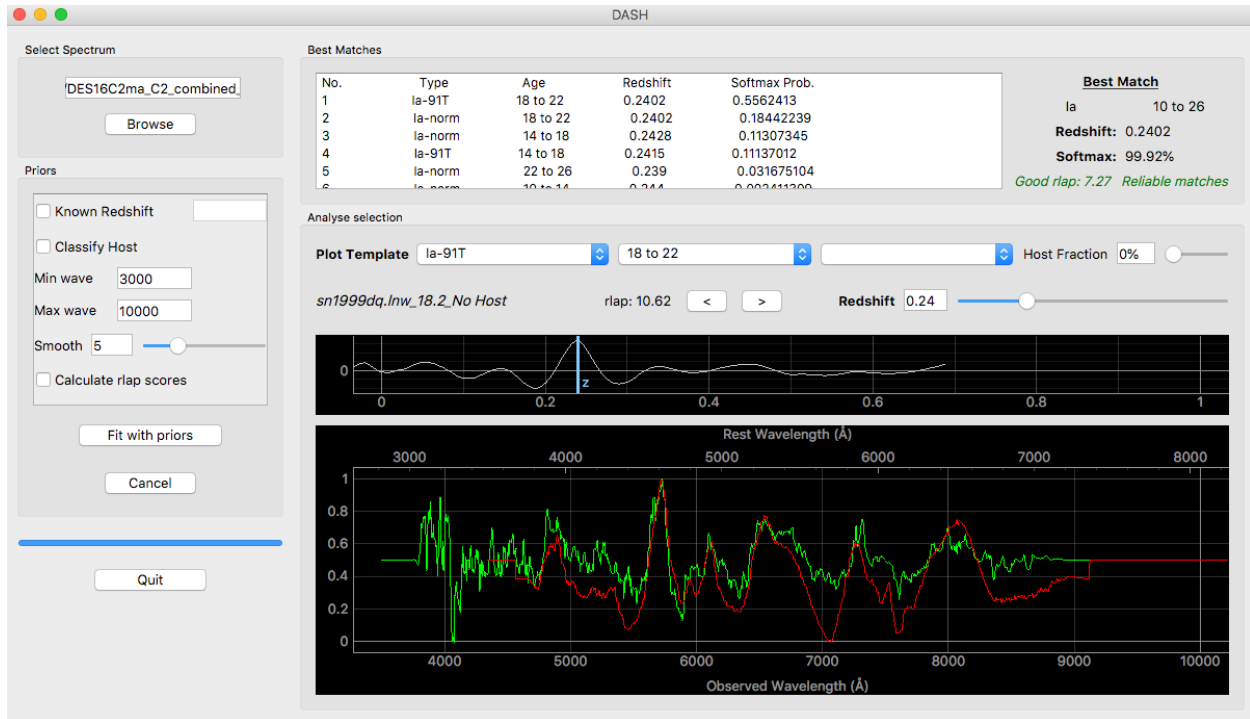 DASH
Select Spectrum
/DES16C2ma_C2_combined_
Browse
Priors
Known Redshift
Classify Host
Min wave 3000
Max wave 10000
Smooth 5
Calculate rlap scores
Fit with priors
Cancel
Quit
Best Matches
No. Type Age Redshift Softmax Prob.
1 Ia-91T 18 to 22 0.2402 0.5562413
2 Ia-norm 18 to 22 0.2402 0.18442239
3 Ia-norm 14 to 18 0.2428 0.11307345
4 Ia-91T 14 to 18 0.2415 0.11137012
5 Ia-norm 22 to 26 0.239 0.031675104
6 Ia-norm 10 to 14 0.244
Best Match
Ia 10 to 26
Redshift: 0.2402
Softmax: 99.92%
Good rlap: 7.27 Reliable matches
Analyse selection
Plot Template Ia-91T 18 to 22 Host Fraction 0%
sn1999dq.lnw_18.2_No Host rlap: 10.62 < > Redshift 0.24
0
z
0 0.2 0.4 0.6 0.8 1
Rest Wavelength (Å)
3000 4000 5000 6000 7000 8000
1
0.8
0.6
0.4
0.2
0
4000 5000 6000 7000 8000 9000 10000
Observed Wavelength (Å)